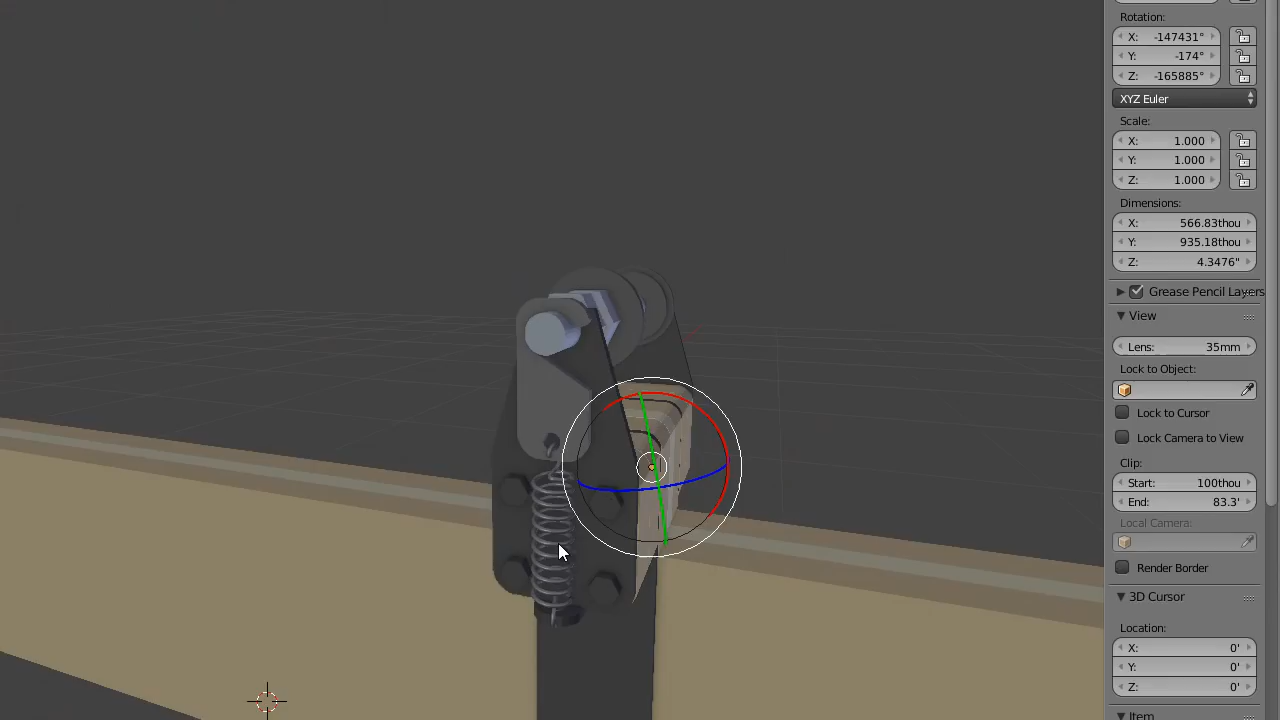 Rotation:
X: -147431°
Y: -174°
Z: -165885°
XYZ Euler
Scale:
X: 1.000
Y: 1.000
Z: 1.000
Dimensions:
X: 566.83thou
Y: 935.18thou
Z: 4.3476"
Grease Pencil Layers
View
Lens: 35mm
Lock to Object:
Lock to Cursor
Lock Camera to View
Clip:
Start: 100thou
End: 83.3'
Local Camera:
Render Border
3D Cursor
Location:
X: 0'
Y: 0'
Z: 0'
Item